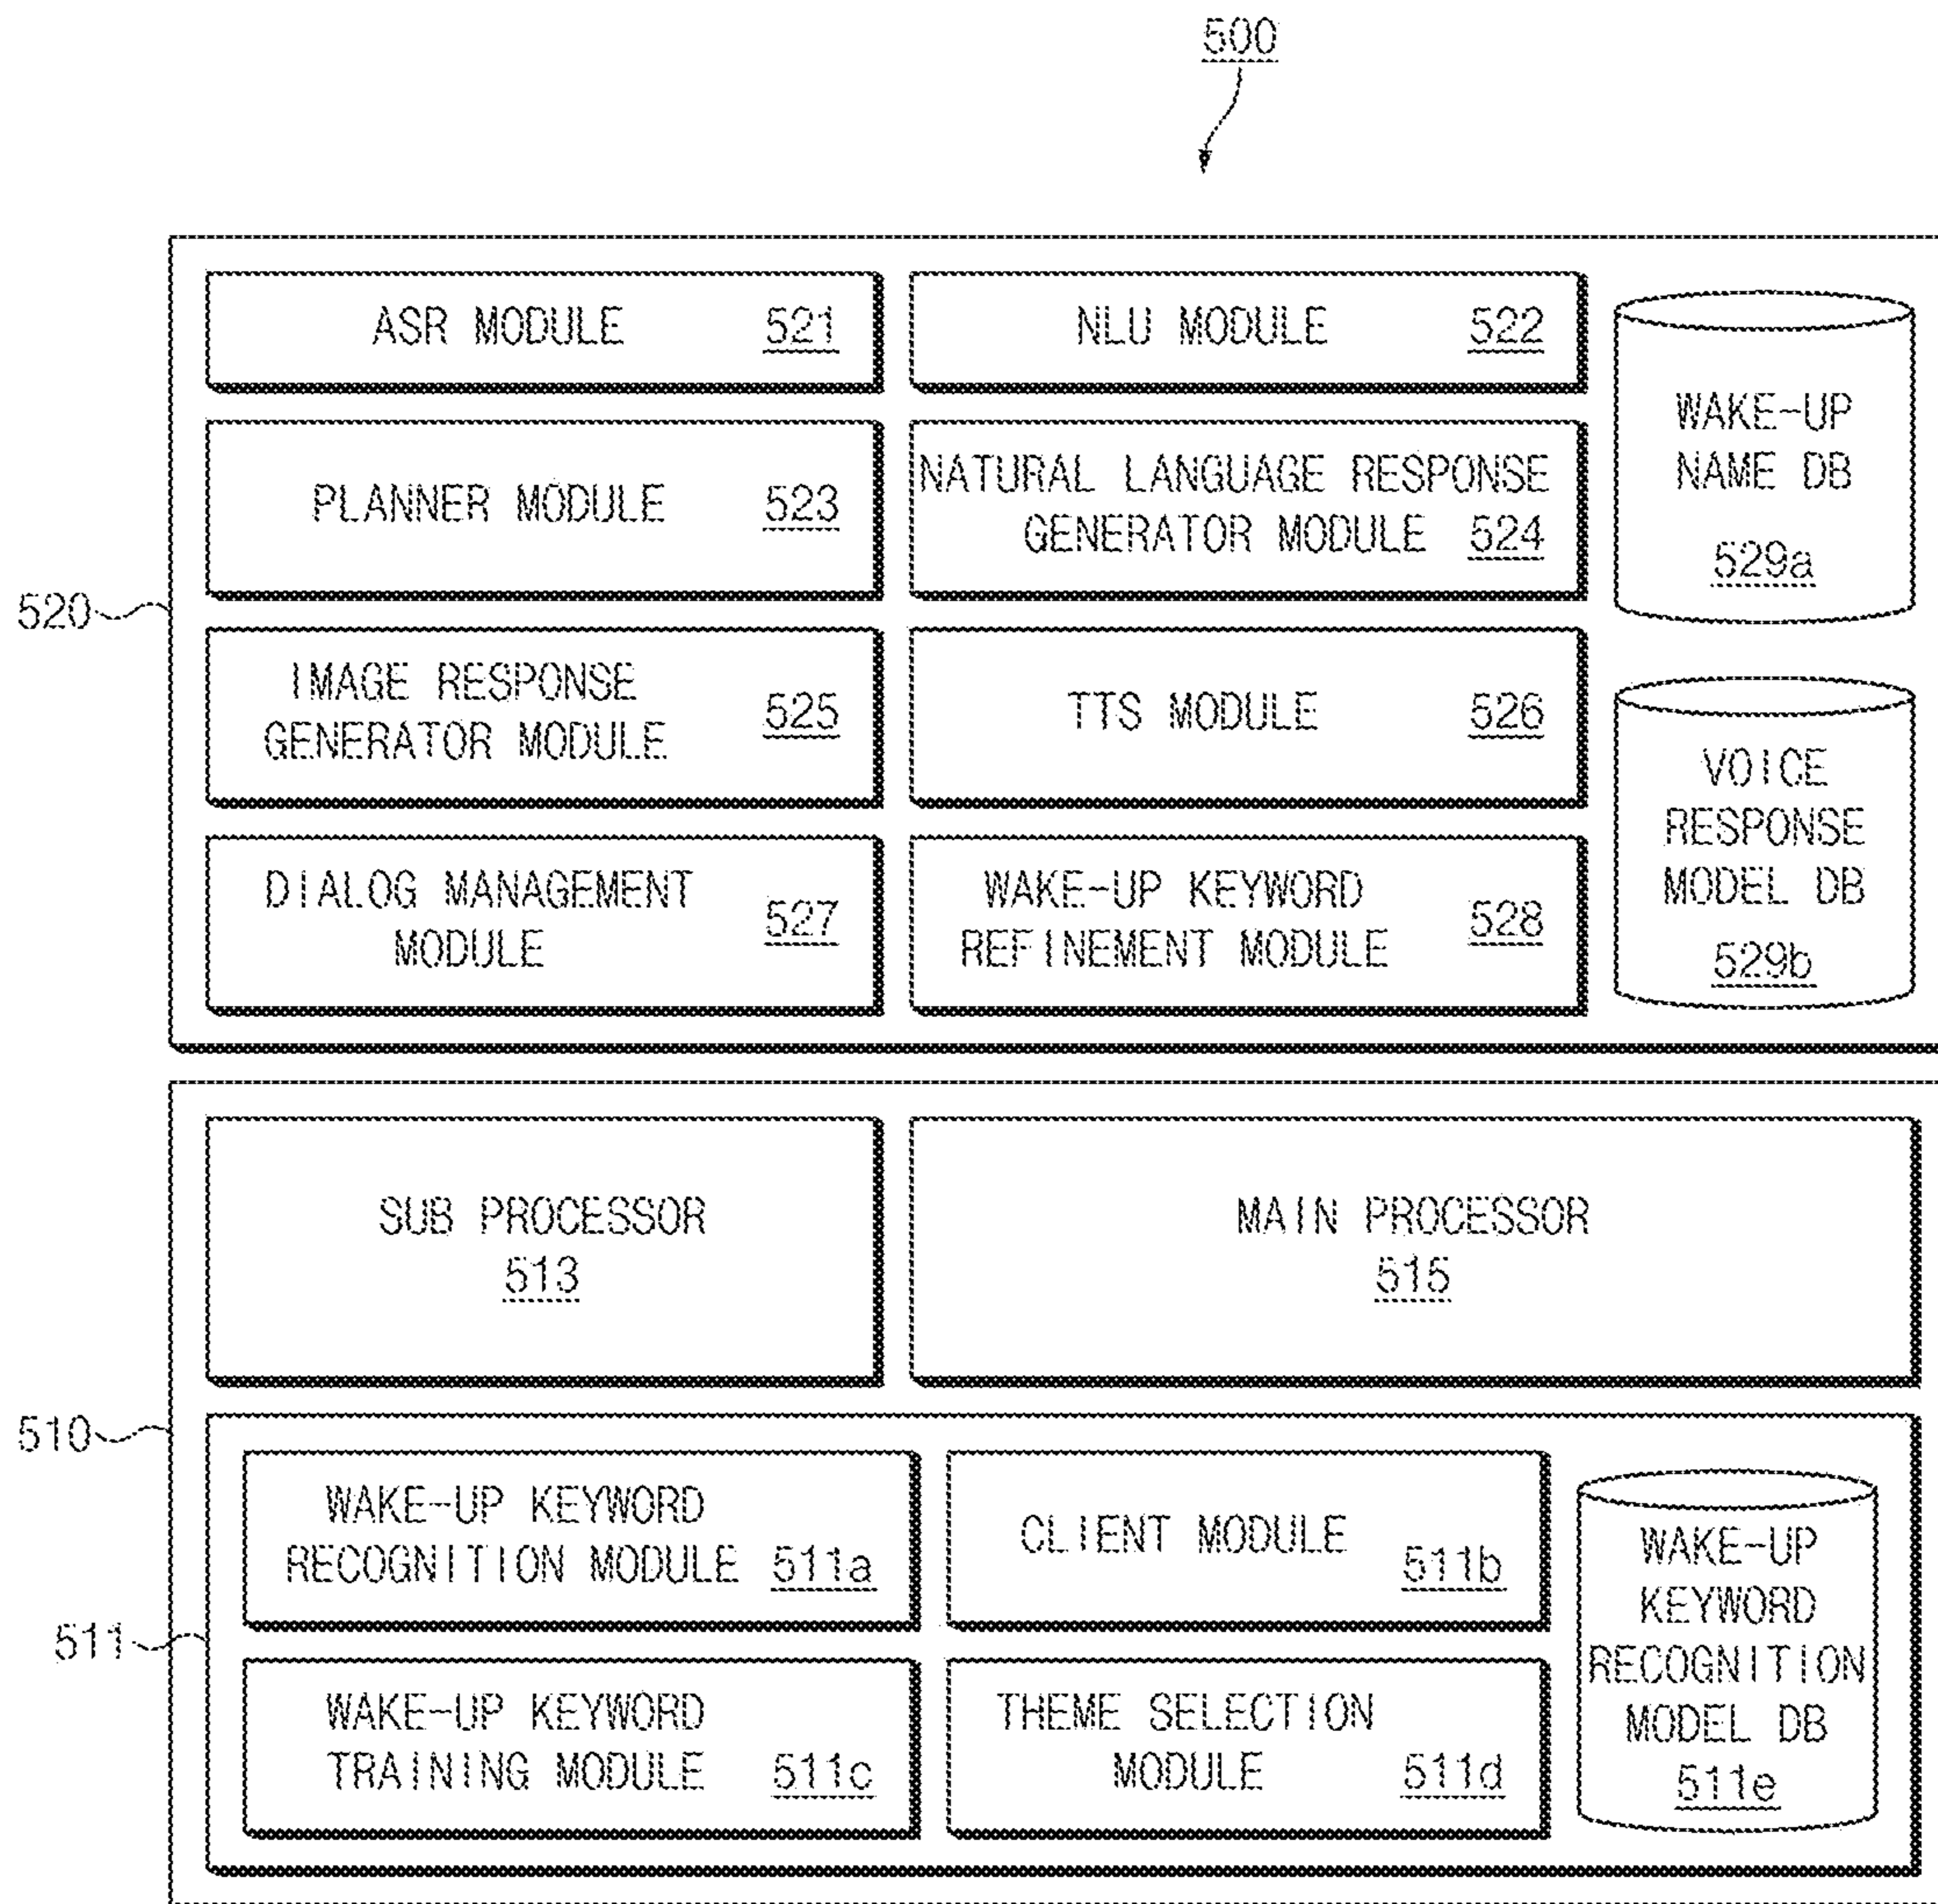 500
ASR MODULE 521
NLU MODULE 522
PLANNER MODULE 523
NATURAL LANGUAGE RESPONSE
GENERATOR MODULE 524
WAKE-UP
NAME DB
529a
520
IMAGE RESPONSE
GENERATOR MODULE 525
TTS MODULE 526
DIALOG MANAGEMENT
MODULE 527
WAKE-UP KEYWORD
REFINEMENT MODULE 528
VOICE
RESPONSE
MODEL DB
529b
SUB PROCESSOR
513
MAIN PROCESSOR
515
510
511
WAKE-UP KEYWORD
RECOGNITION MODULE 511a
CLIENT MODULE 511b
WAKE-UP KEYWORD
TRAINING MODULE 511c
THEME SELECTION
MODULE 511d
WAKE-UP
KEYWORD
RECOGNITION
MODEL DB
511e